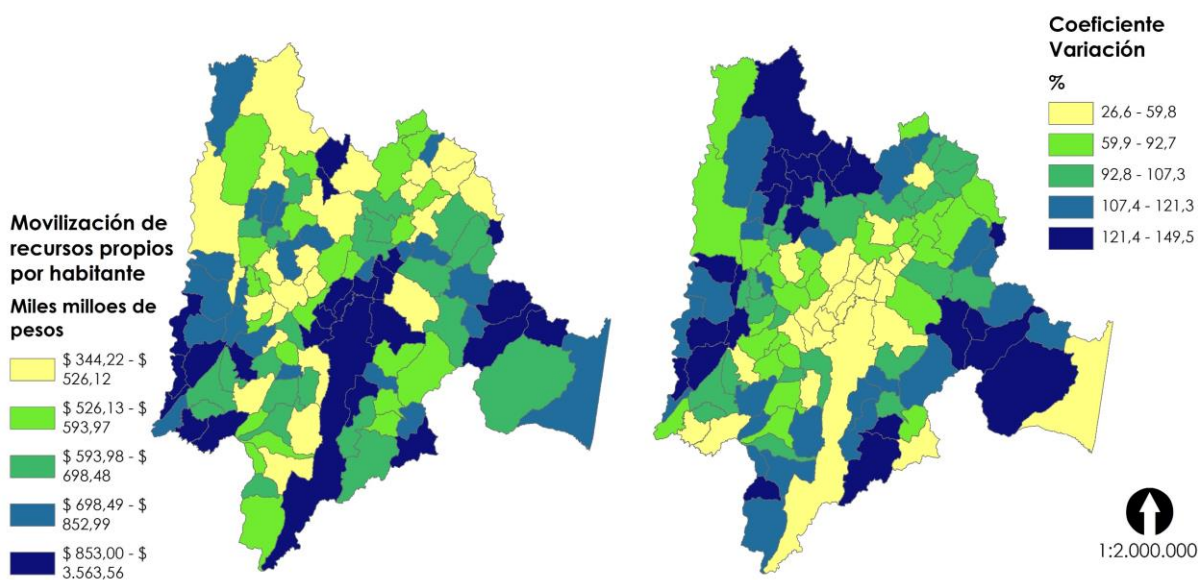 Movilización de
recursos propios
por habitante
Miles milloes de
pesos
$ 344,22 - $
526,12
$ 526,13 - $
593,97
$ 593,98 - $
698,48
$ 698,49 - $
852,99
$ 853,00 - $
3.563,56
Coeficiente
Variación
%
26,6 - 59,8
59,9 - 92,7
92,8 - 107,3
107,4 - 121,3
121,4 - 149,5
1:2.000.000